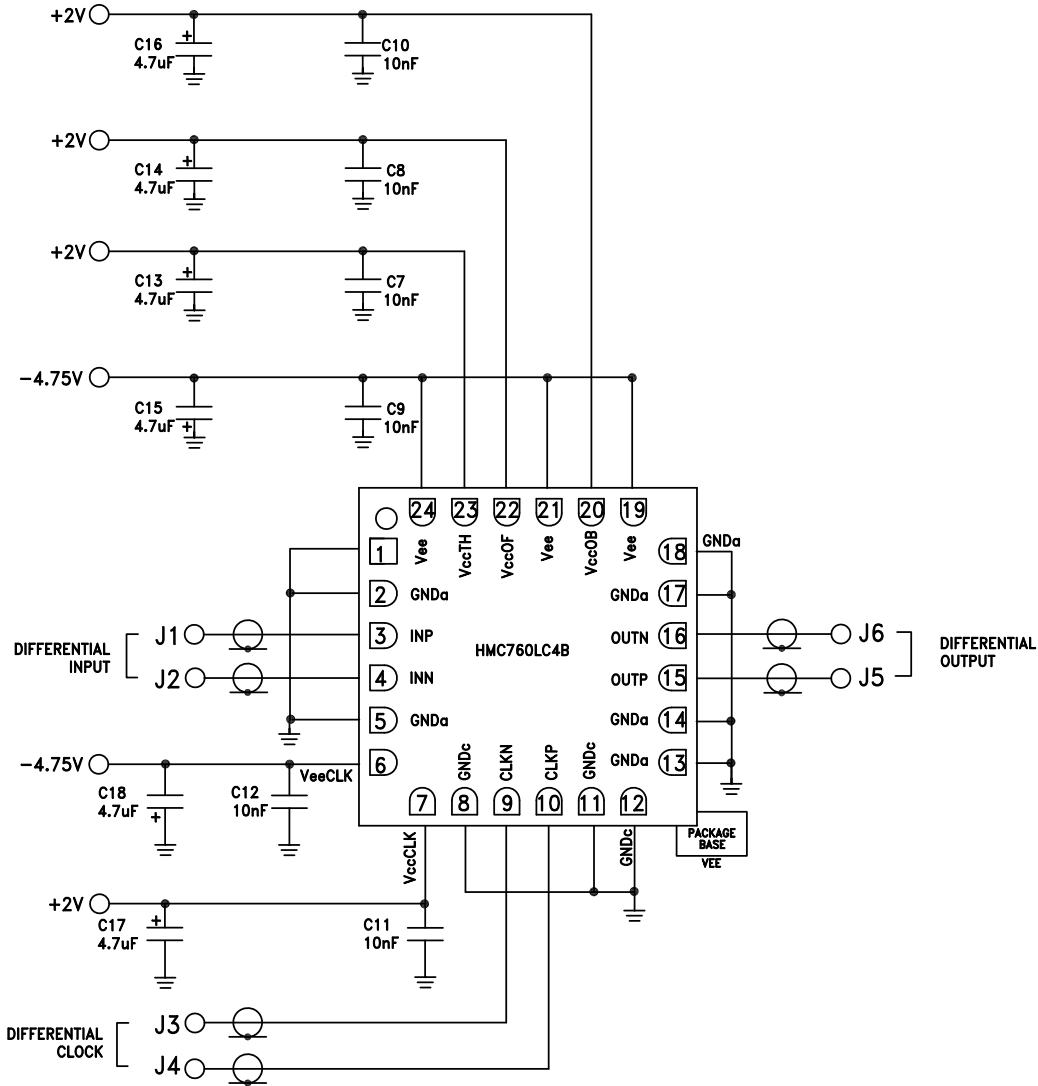 +2V
C16
4.7uF
+
C10
10nF
+2V
C14
4.7uF
+
C8
10nF
+2V
C13
4.7uF
+
C7
10nF
-4.75V
C15
4.7uF
+
C9
10nF
24
23
22
21
20
19
Vee
VccTH
VccOF
Vee
VccOB
Vee
1
2
GNDa
3
INP
4
INN
5
GNDa
6
18
GNDa
17
GNDa
16
OUTN
15
OUTP
14
GNDa
13
GNDa
HMC760LC4B
DIFFERENTIAL
INPUT
J1
J2
J6
J5
DIFFERENTIAL
OUTPUT
-4.75V
VeeCLK
C18
4.7uF
+
C12
10nF
GNDc
CLKN
CLKP
GNDc
7
8
9
10
11
12
VccCLK
GNDc
PACKAGE
BASE
VEE
+2V
C17
4.7uF
+
C11
10nF
DIFFERENTIAL
CLOCK
J3
J4